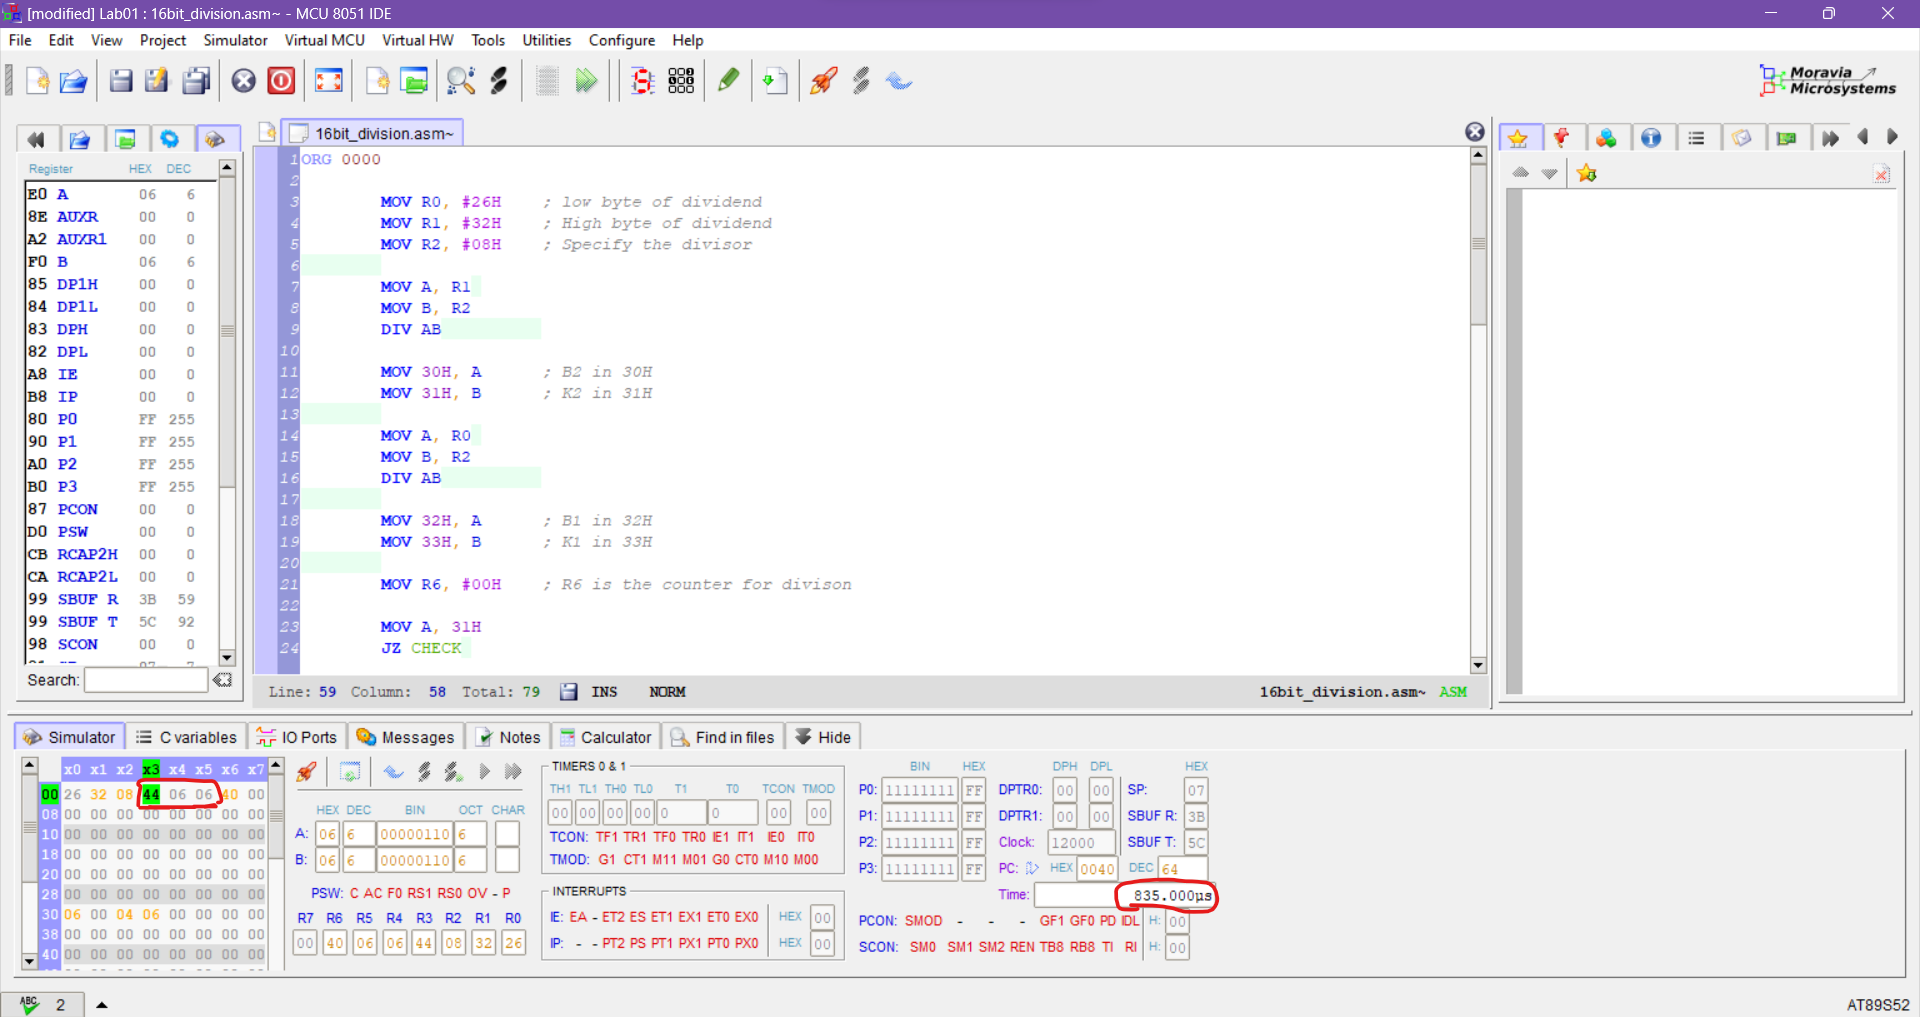 [modified] Lab01 : 16bit_division.asm~ - MCU 8051 IDE
File Edit View Project Simulator Virtual MCU Virtual HW Tools Utilities Configure Help
Moravia
Microsystems
16bit_division.asm~
Register HEX DEC
E0 A 06 6
8E AUXR 00 0
A2 AUXR1 00 0
F0 B 06 6
85 DP1H 00 0
84 DP1L 00 0
83 DPH 00 0
82 DPL 00 0
A8 IE 00 0
B8 IP 00 0
80 P0 FF 255
90 P1 FF 255
A0 P2 FF 255
B0 P3 FF 255
87 PCON 00 0
D0 PSW 00 0
CB RCAP2H 00 0
CA RCAP2L 00 0
99 SBUF R 3B 59
99 SBUF T 5C 92
98 SCON 00 0
Search:
1 ORG 0000
2
3 MOV R0, #26H ; low byte of dividend
4 MOV R1, #32H ; High byte of dividend
5 MOV R2, #08H ; Specify the divisor
6
7 MOV A, R1
8 MOV B, R2
9 DIV AB
10
11 MOV 30H, A ; B2 in 30H
12 MOV 31H, B ; K2 in 31H
13
14 MOV A, R0
15 MOV B, R2
16 DIV AB
17
18 MOV 32H, A ; B1 in 32H
19 MOV 33H, B ; K1 in 33H
20
21 MOV R6, #00H ; R6 is the counter for divison
22
23 MOV A, 31H
24 JZ CHECK
Line: 59 Column: 58 Total: 79 INS NORM 16bit_division.asm~ ASM
Simulator C variables IO Ports Messages Notes Calculator Find in files Hide
x0 x1 x2 x3 x4 x5 x6 x7
00 26 32 08 44 06 06 40 00
08 00 00 00 00 00 00 00 00
10 00 00 00 00 00 00 00 00
18 00 00 00 00 00 00 00 00
20 00 00 00 00 00 00 00 00
28 00 00 00 00 00 00 00 00
30 06 00 04 06 00 00 00 00
38 00 00 00 00 00 00 00 00
40 00 00 00 00 00 00 00 00
HEX DEC BIN OCT CHAR
A: 06 6 00000110 6
B: 06 6 00000110 6
PSW: C AC F0 RS1 RS0 OV - P
R7 R6 R5 R4 R3 R2 R1 R0
00 40 06 06 44 08 32 26
TIMERS 0 & 1
TH1 TL1 TH0 TL0 T1 T0 TCON TMOD
00 00 00 00 0 0 00 00
TCON: TF1 TR1 TF0 TR0 IE1 IT1 IE0 IT0
TMOD: G1 CT1 M11 M01 G0 CT0 M10 M00
INTERRUPTS
IE: EA - ET2 ES ET1 EX1 ET0 EX0 HEX 00
IP: - - PT2 PS PT1 PX1 PT0 PX0 HEX 00
BIN HEX DPH DPL HEX
P0: 11111111 FF DPTR0: 00 00 SP: 07
P1: 11111111 FF DPTR1: 00 00 SBUF R: 3B
P2: 11111111 FF Clock: 12000 SBUF T: 5C
P3: 11111111 FF PC: HEX 0040 DEC 64
Time: 835.000µs
PCON: SMOD - - - GF1 GF0 PD IDL H: 00
SCON: SM0 SM1 SM2 REN TB8 RB8 TI RI H: 00
ABC 2 AT89S52